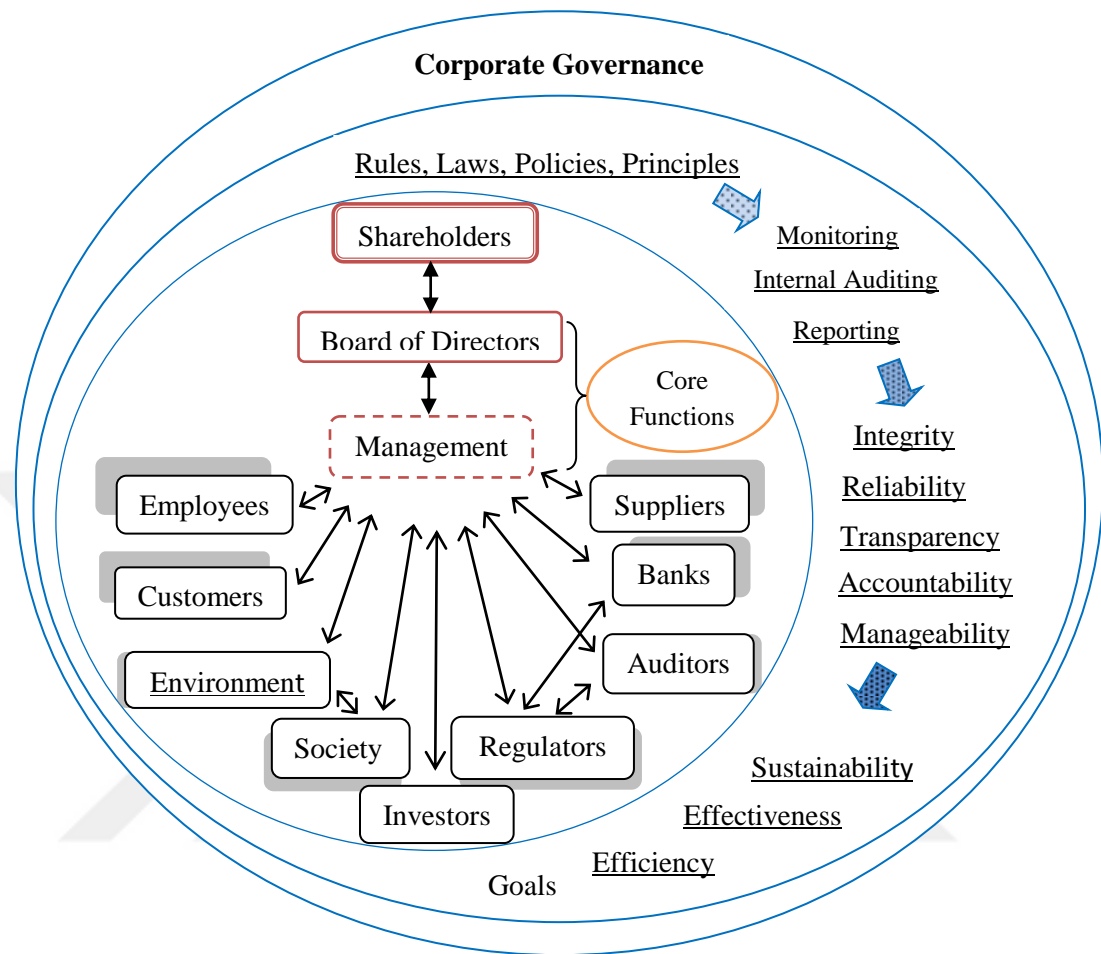 Corporate Governance
Rules, Laws, Policies, Principles
Shareholders
Monitoring
Internal Auditing
Board of Directors
Reporting
Core
Functions
Management
Integrity
Employees
Suppliers
Reliability
Transparency
Customers
Banks
Accountability
Manageability
Environment
Auditors
Society
Regulators
Sustainability
Investors
Effectiveness
Efficiency
Goals